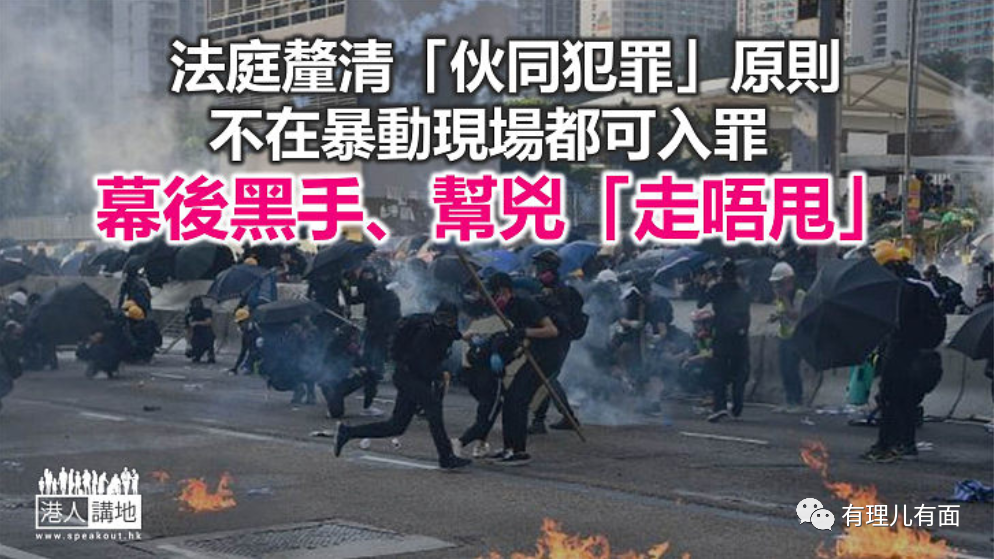 法庭釐清「伙同犯罪」原則
不在暴動現場都可入罪
幕後黑手、幫兇「走唔甩」
港人講地
www.speakout.hk
有理儿有面